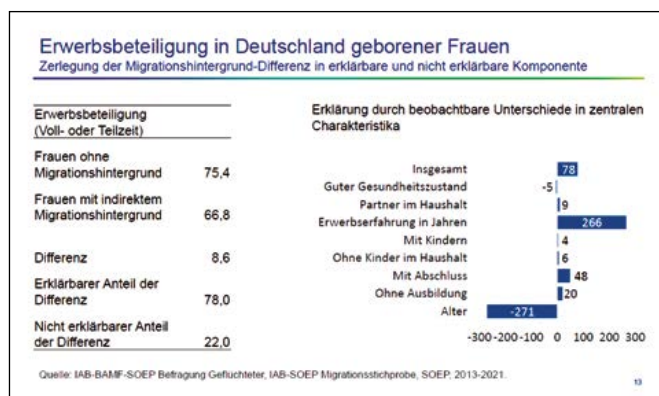 Erwerbsbeteiligung in Deutschland geborener Frauen
Zerlegung der Migrationshintergrund-Differenz in erklärbare und nicht erklärbare Komponente
Erwerbsbeteiligung
(Voll- oder Teilzeit)
Frauen ohne
Migrationshintergrund 75,4
Frauen mit indirektem
Migrationshintergrund 66,8
Differenz 8,6
Erklärbarer Anteil der
Differenz 78,0
Nicht erklärbarer Anteil
der Differenz 22,0
Erklärung durch beobachtbare Unterschiede in zentralen
Charakteristika
Insgesamt 78
Guter Gesundheitszustand -5
Partner im Haushalt 9
Erwerbserfahrung in Jahren 266
Mit Kindern 4
Ohne Kinder im Haushalt 6
Mit Abschluss 48
Ohne Ausbildung 20
Alter -271
-300 -200 -100 0 100 200 300
Quelle: IAB-BAMF-SOEP Befragung Geflüchteter, IAB-SOEP Migrationsstichprobe, SOEP, 2013-2021.
13